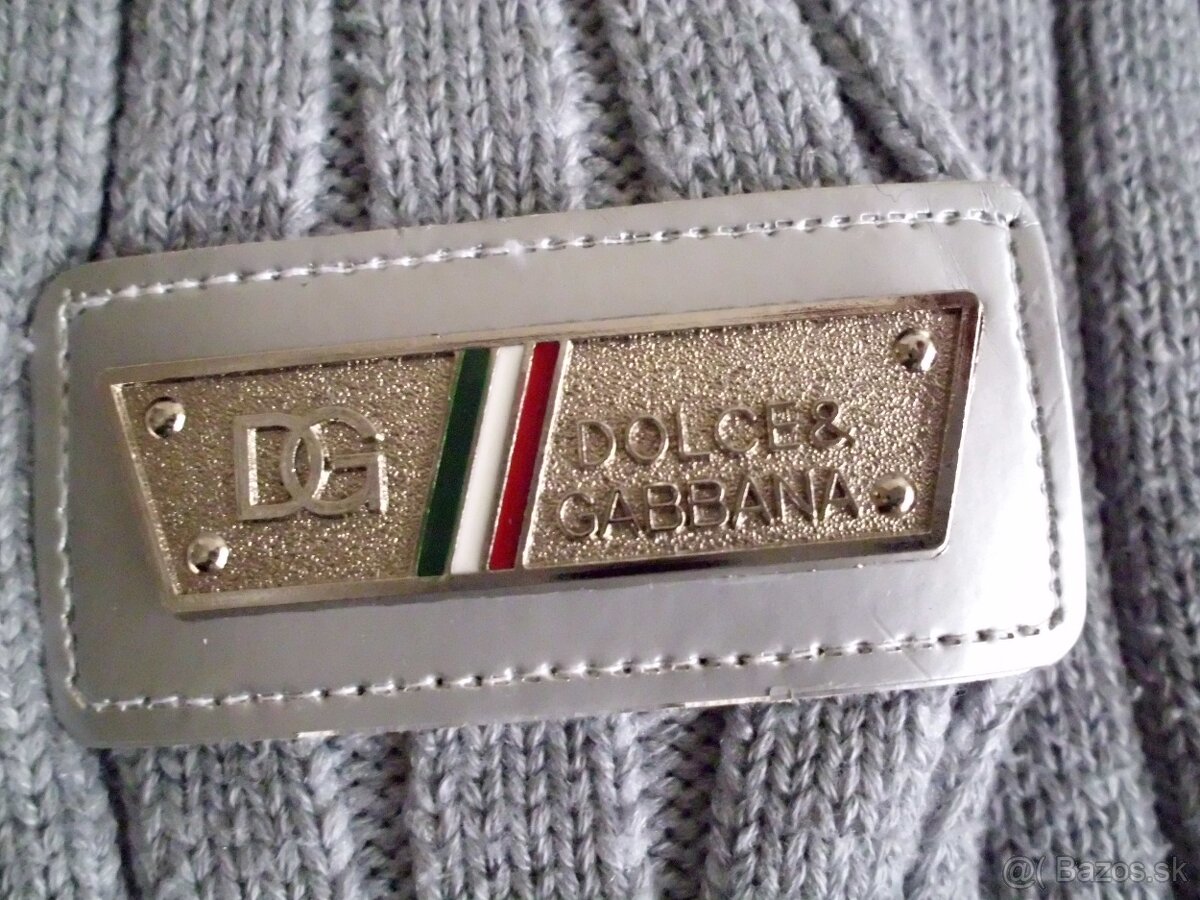 DG
DOLCE&
GABBANA
@( Bazos.sk